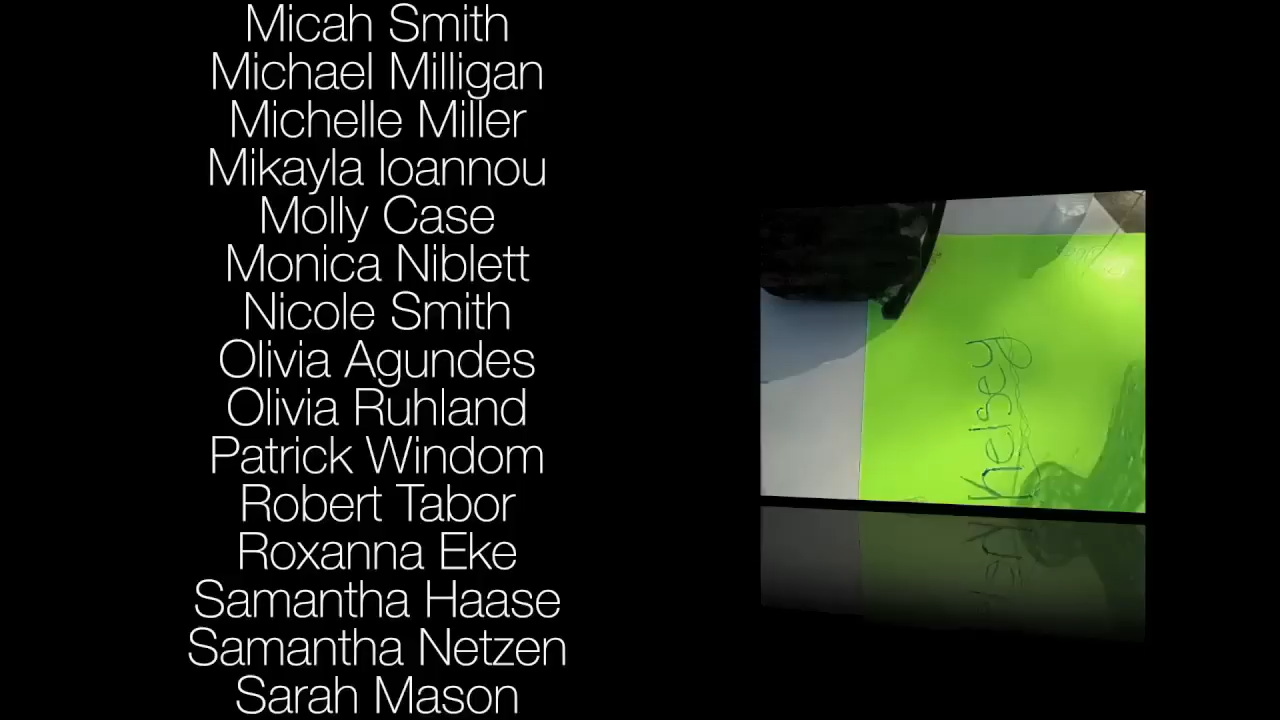 Micah Smith
Michael Milligan
Michelle Miller
Mikayla Ioannou
Molly Case
Monica Niblett
Nicole Smith
Olivia Agundes
Olivia Ruhland
Patrick Windom
Robert Tabor
Roxanna Eke
Samantha Haase
Samantha Netzen
Sarah Mason
Kelsey